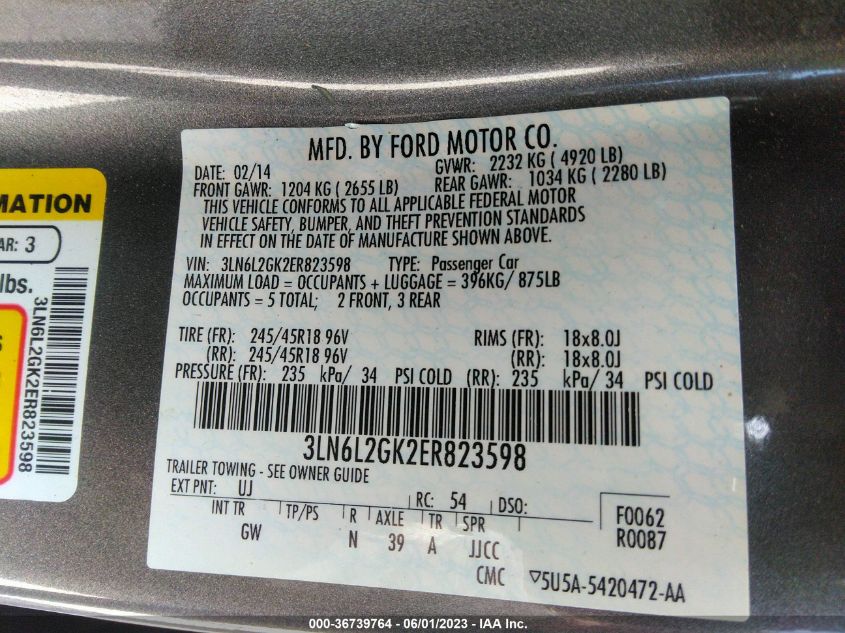 MFD. BY FORD MOTOR CO.
DATE: 02/14 GVWR: 2232 KG ( 4920 LB)
FRONT GAWR: 1204 KG ( 2655 LB) REAR GAWR: 1034 KG ( 2280 LB)
THIS VEHICLE CONFORMS TO ALL APPLICABLE FEDERAL MOTOR
VEHICLE SAFETY, BUMPER, AND THEFT PREVENTION STANDARDS
IN EFFECT ON THE DATE OF MANUFACTURE SHOWN ABOVE.
VIN: 3LN6L2GK2ER823598 TYPE: Passenger Car
MAXIMUM LOAD = OCCUPANTS + LUGGAGE = 396KG/ 875LB
OCCUPANTS = 5 TOTAL; 2 FRONT, 3 REAR
TIRE (FR): 245/45R18 96V RIMS (FR): 18x8.0J
(RR): 245/45R18 96V (RR): 18x8.0J
PRESSURE (FR): 235 kPa/ 34 PSI COLD (RR): 235 kPa/ 34 PSI COLD
3LN6L2GK2ER823598
TRAILER TOWING - SEE OWNER GUIDE
EXT PNT: UJ RC: 54 DSO: F0062
INT TR TP/PS R AXLE TR SPR R0087
GW N 39 A JJCC
CMC ▽5U5A-5420472-AA
MATION
AR: 3
lbs.
3LN6L2GK2ER823598
S
000-36739764 - 06/01/2023 - IAA Inc.